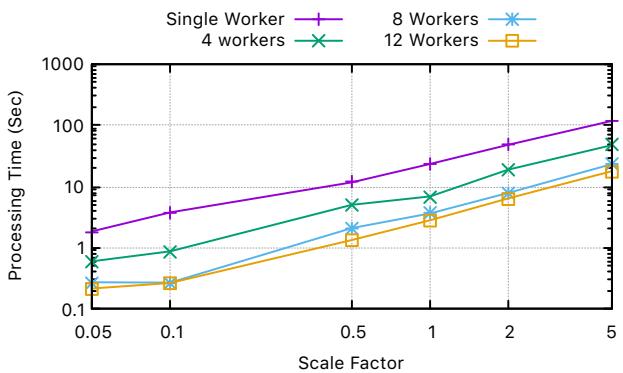 Single Worker
8 Workers
4 workers
12 Workers
1000
100
10
1
0.1
Processing Time (Sec)
0.05
0.1
0.5
1
2
5
Scale Factor